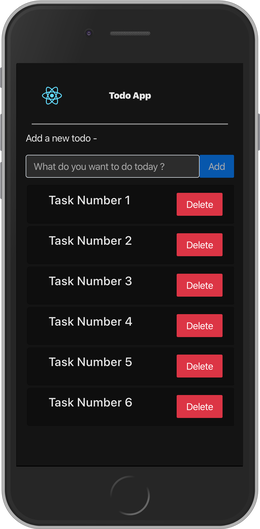 Todo App
Add a new todo -
What do you want to do today ? Add
Task Number 1 Delete
Task Number 2 Delete
Task Number 3 Delete
Task Number 4 Delete
Task Number 5 Delete
Task Number 6 Delete